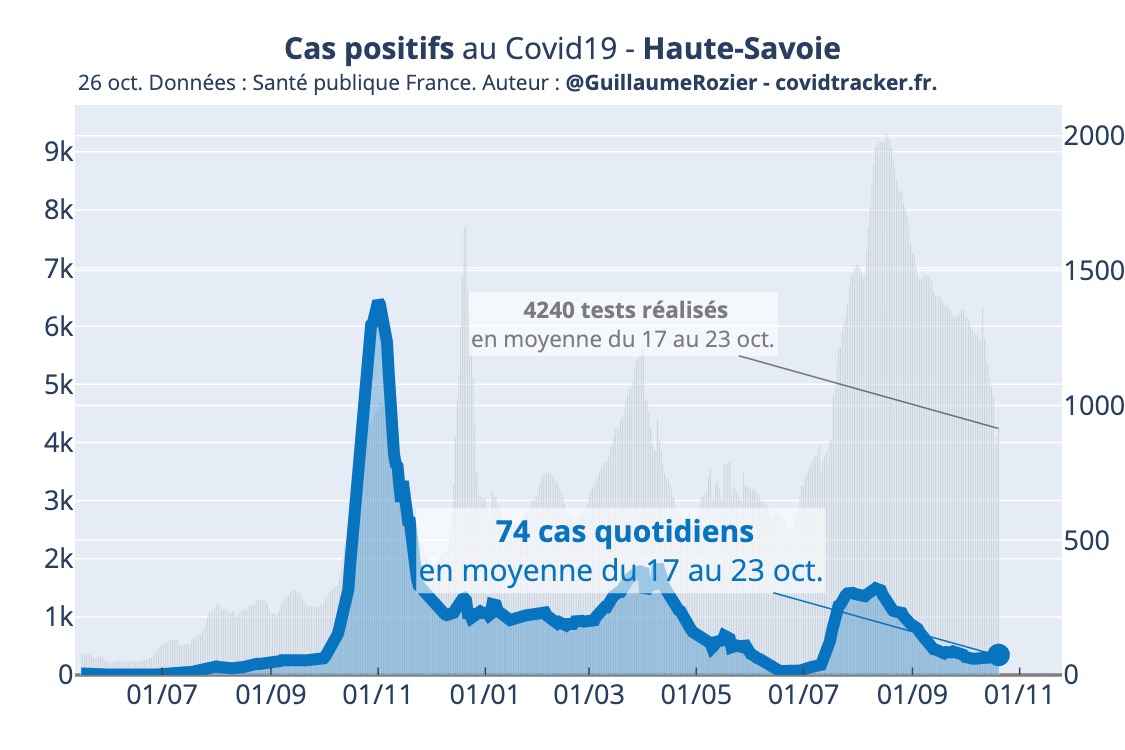 Cas positifs au Covid19 - Haute-Savoie
26 oct. Données : Santé publique France. Auteur : @GuillaumeRozier - covidtracker.fr.
9k
8k
7k
6k
5k
4k
3k
2k
1k
0
2000
1500
1000
500
0
4240 tests réalisés
en moyenne du 17 au 23 oct.
74 cas quotidiens
en moyenne du 17 au 23 oct.
01/07 01/09 01/11 01/01 01/03 01/05 01/07 01/09 01/11